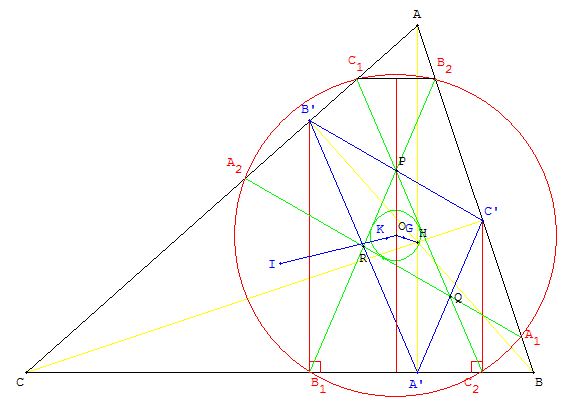 A
C1 B2
B'
A2 P
C'
K O G H
I R
Q
A1
C B1 A' C2 B